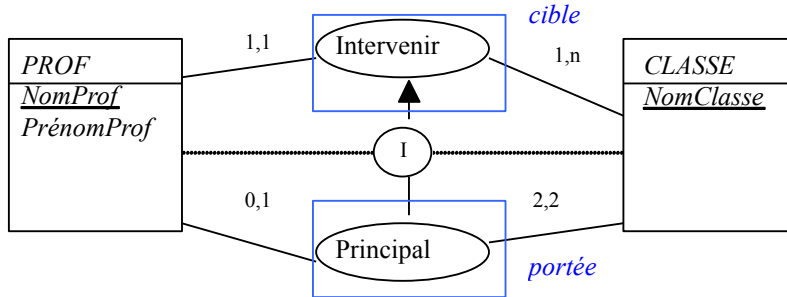 cible
1,1
Intervenir
1,n
PROF
NomProf
PrénomProf
CLASSE
NomClasse
I
0,1
2,2
Principal
portée